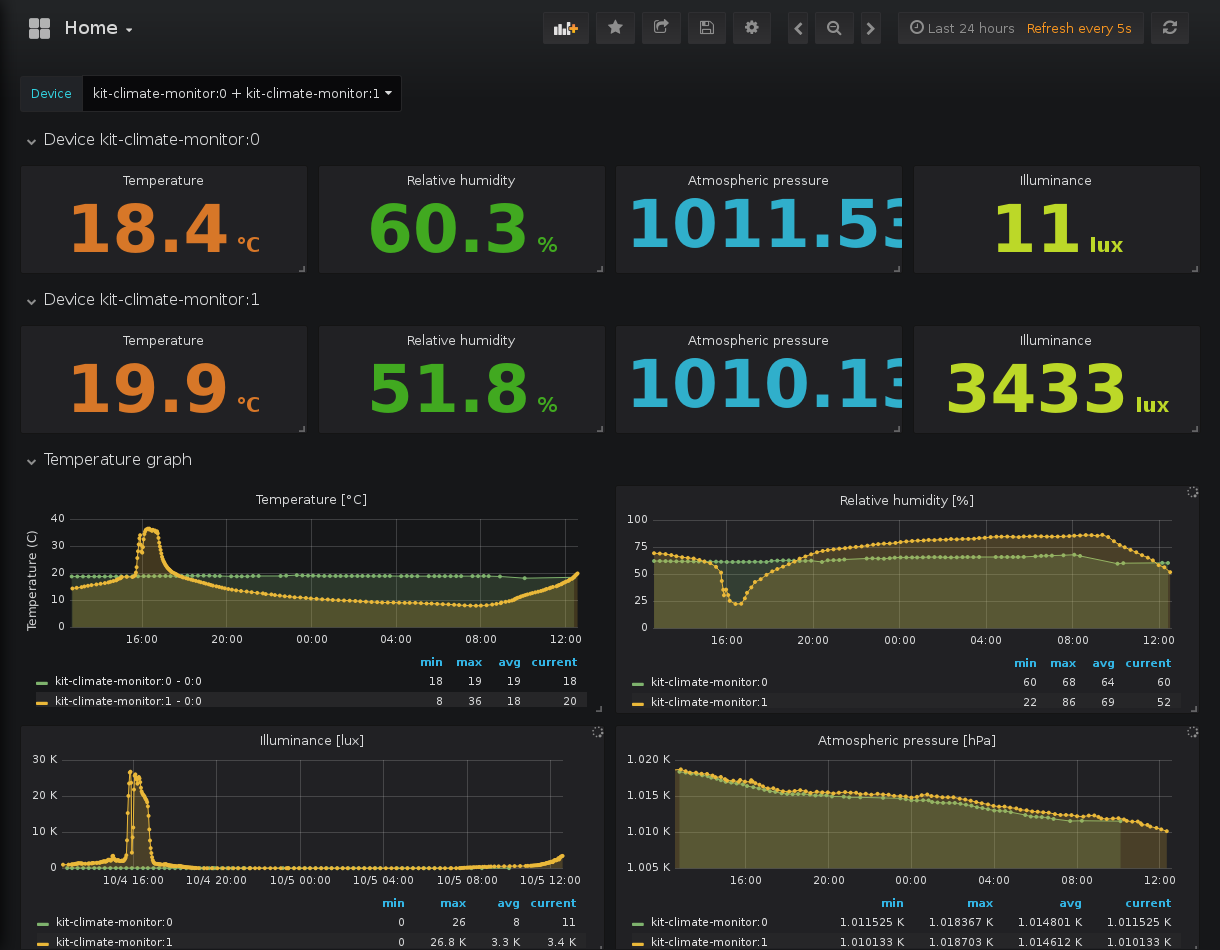 Home
Last 24 hours Refresh every 5s
Device kit-climate-monitor:0 + kit-climate-monitor:1
Device kit-climate-monitor:0
Temperature Relative humidity Atmospheric pressure Illuminance
18.4 °C 60.3 % 1011.53 11 lux
Device kit-climate-monitor:1
Temperature Relative humidity Atmospheric pressure Illuminance
19.9 °C 51.8 % 1010.13 3433 lux
Temperature graph
Temperature [°C]
Temperature (C)
40
30
20
10
0
16:00 20:00 00:00 04:00 08:00 12:00
min max avg current
kit-climate-monitor:0 - 0:0 18 19 19 18
kit-climate-monitor:1 - 0:0 8 36 18 20
Relative humidity [%]
100
75
50
25
0
16:00 20:00 00:00 04:00 08:00 12:00
min max avg current
kit-climate-monitor:0 60 68 64 60
kit-climate-monitor:1 22 86 69 52
Illuminance [lux]
30 K
20 K
10 K
0
10/4 16:00 10/4 20:00 10/5 00:00 10/5 04:00 10/5 08:00 10/5 12:00
min max avg current
kit-climate-monitor:0 0 26 8 11
kit-climate-monitor:1 0 26.8 K 3.3 K 3.4 K
Atmospheric pressure [hPa]
1.020 K
1.015 K
1.010 K
1.005 K
16:00 20:00 00:00 04:00 08:00 12:00
min max avg current
kit-climate-monitor:0 1.011525 K 1.018367 K 1.014801 K 1.011525 K
kit-climate-monitor:1 1.010133 K 1.018703 K 1.014612 K 1.010133 K